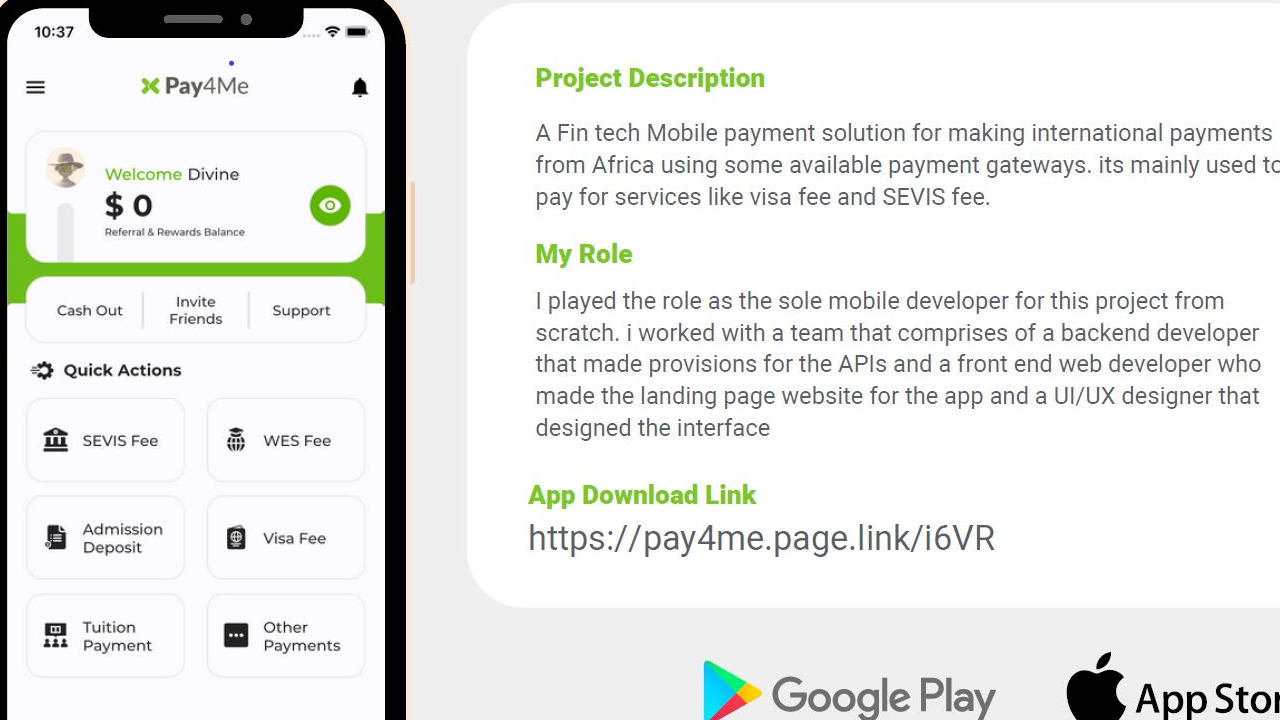 10:37
Pay4Me
Welcome Divine
$ 0
Referral & Rewards Balance
Cash Out
Invite
Friends
Support
Quick Actions
SEVIS Fee
WES Fee
Admission
Deposit
Visa Fee
Tuition
Payment
Other
Payments
Project Description
A Fin tech Mobile payment solution for making international payments
from Africa using some available payment gateways. its mainly used to
pay for services like visa fee and SEVIS fee.
My Role
I played the role as the sole mobile developer for this project from
scratch. i worked with a team that comprises of a backend developer
that made provisions for the APIs and a front end web developer who
made the landing page website for the app and a UI/UX designer that
designed the interface
App Download Link
https://pay4me.page.link/i6VR
Google Play
App Stor